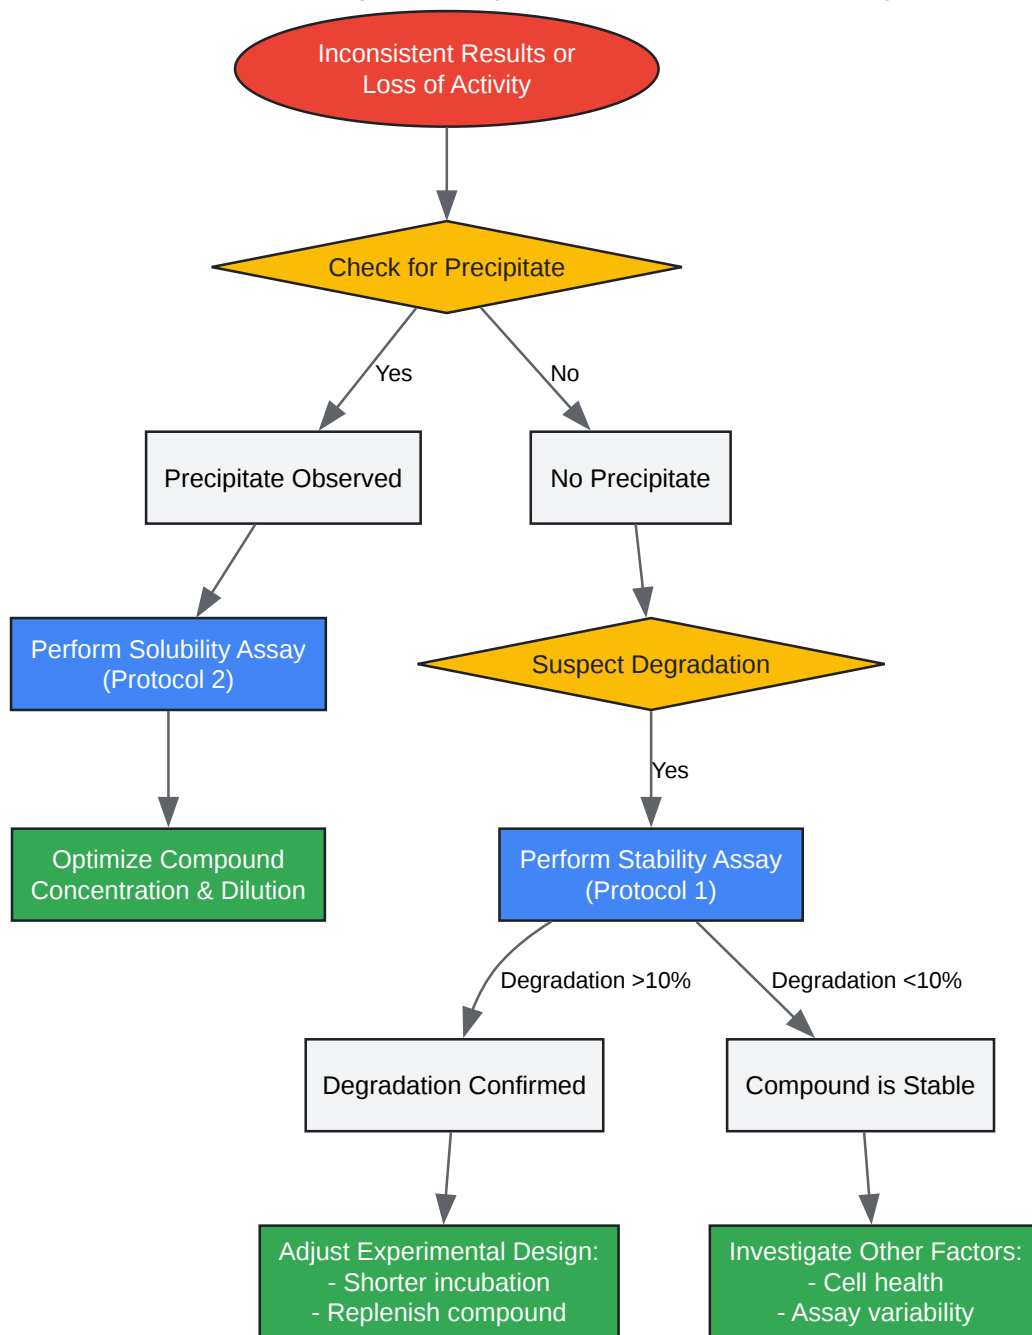 Inconsistent Results or
Loss of Activity
Check for Precipitate
Yes
No
Precipitate Observed
No Precipitate
Perform Solubility Assay
(Protocol 2)
Suspect Degradation
Yes
Optimize Compound
Concentration & Dilution
Perform Stability Assay
(Protocol 1)
Degradation >10%
Degradation <10%
Degradation Confirmed
Compound is Stable
Adjust Experimental Design:
- Shorter incubation
- Replenish compound
Investigate Other Factors:
- Cell health
- Assay variability